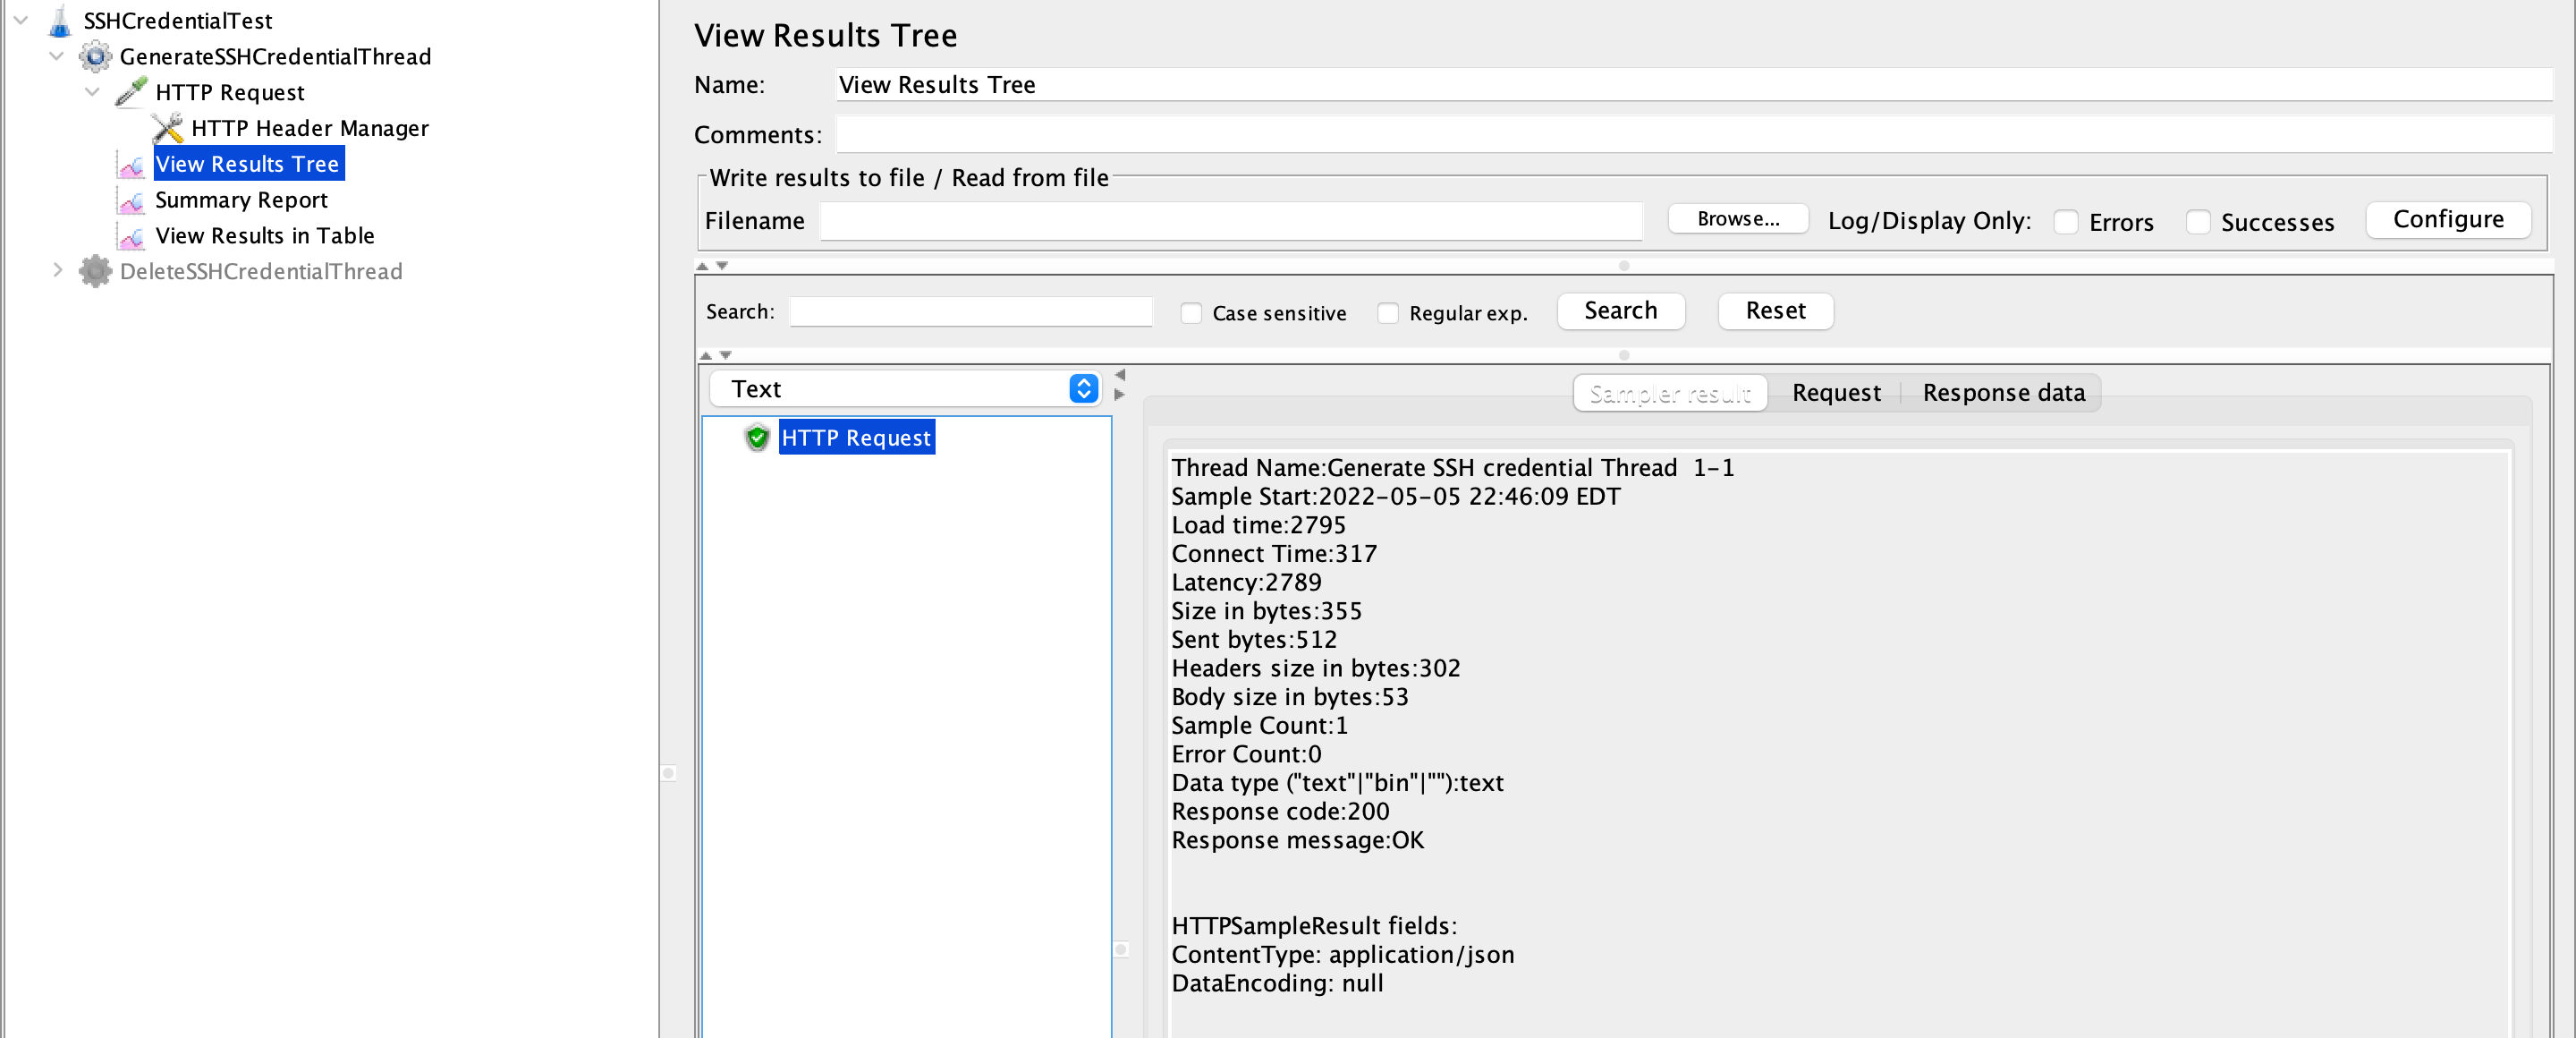 SSHCredentialTest
GenerateSSHCredentialThread
HTTP Request
HTTP Header Manager
View Results Tree
Summary Report
View Results in Table
DeleteSSHCredentialThread
View Results Tree
Name: View Results Tree
Comments:
Write results to file / Read from file
Filename Browse... Log/Display Only: Errors Successes Configure
Search: Case sensitive Regular exp. Search Reset
Text
HTTP Request
Sampler result Request Response data
Thread Name:Generate SSH credential Thread  1-1
Sample Start:2022-05-05 22:46:09 EDT
Load time:2795
Connect Time:317
Latency:2789
Size in bytes:355
Sent bytes:512
Headers size in bytes:302
Body size in bytes:53
Sample Count:1
Error Count:0
Data type ("text"|"bin"|""):text
Response code:200
Response message:OK
HTTPSampleResult fields:
ContentType: application/json
DataEncoding: null